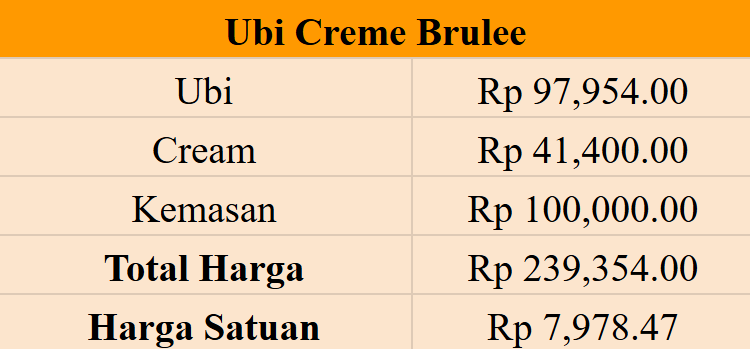 Ubi Creme Brulee
Ubi Rp 97,954.00
Cream Rp 41,400.00
Kemasan Rp 100,000.00
Total Harga Rp 239,354.00
Harga Satuan Rp 7,978.47